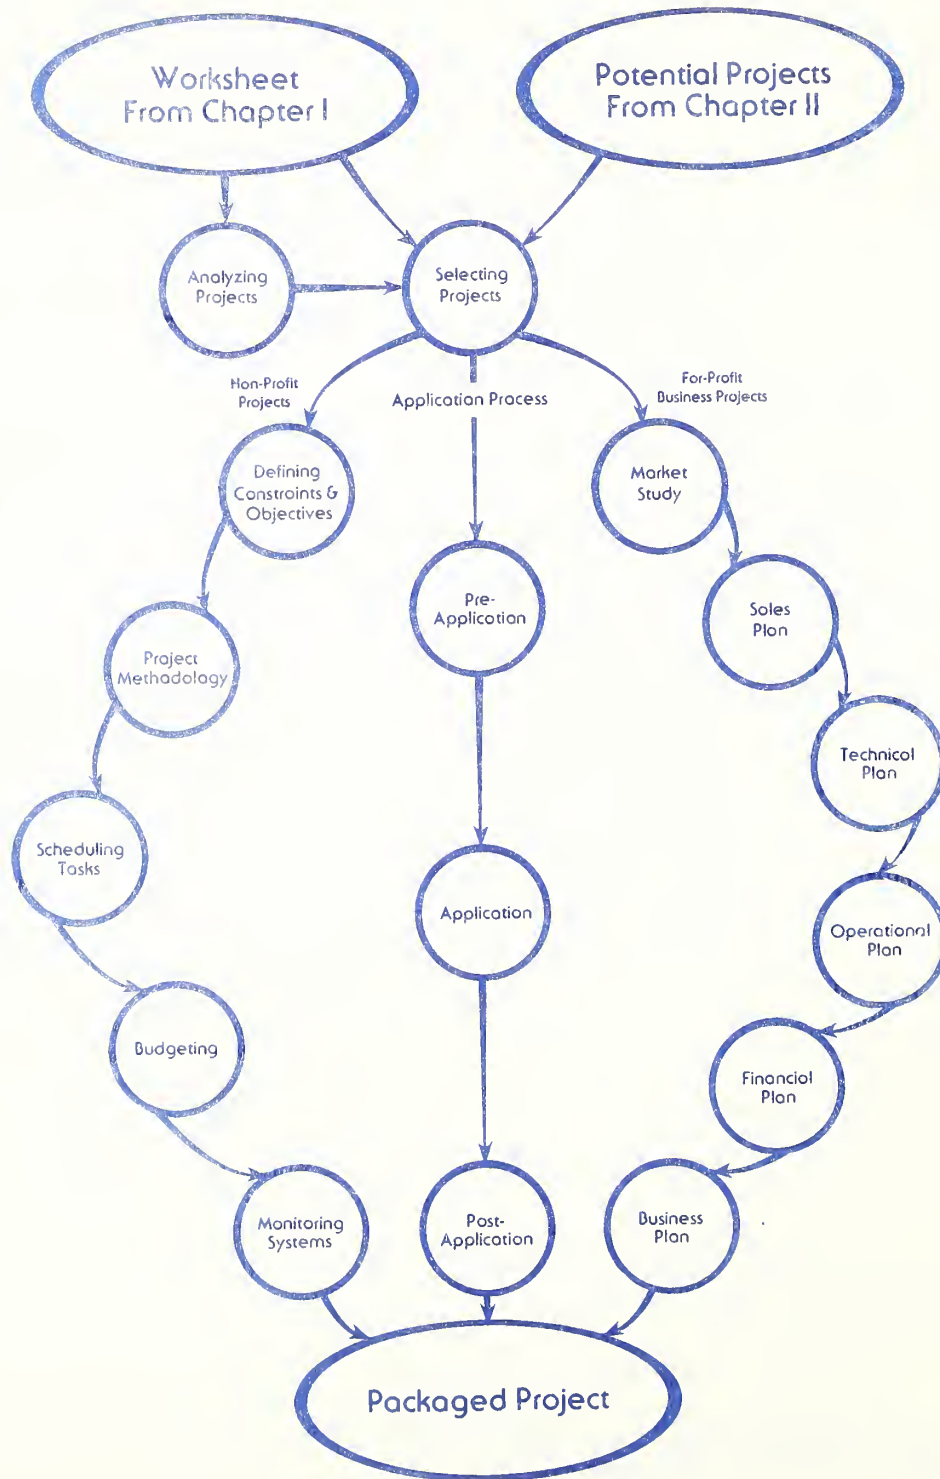 Worksheet
From Chapter I
Potential Projects
From Chapter II
Analyzing
Projects
Selecting
Projects
Non-Profit
Projects
Application Process
For-Profit
Business Projects
Defining
Constraints &
Objectives
Market
Study
Pre-
Application
Sales
Plan
Project
Methodology
Technical
Plan
Scheduling
Tasks
Application
Operational
Plan
Budgeting
Financial
Plan
Monitoring
Systems
Post-
Application
Business
Plan
Packaged Project